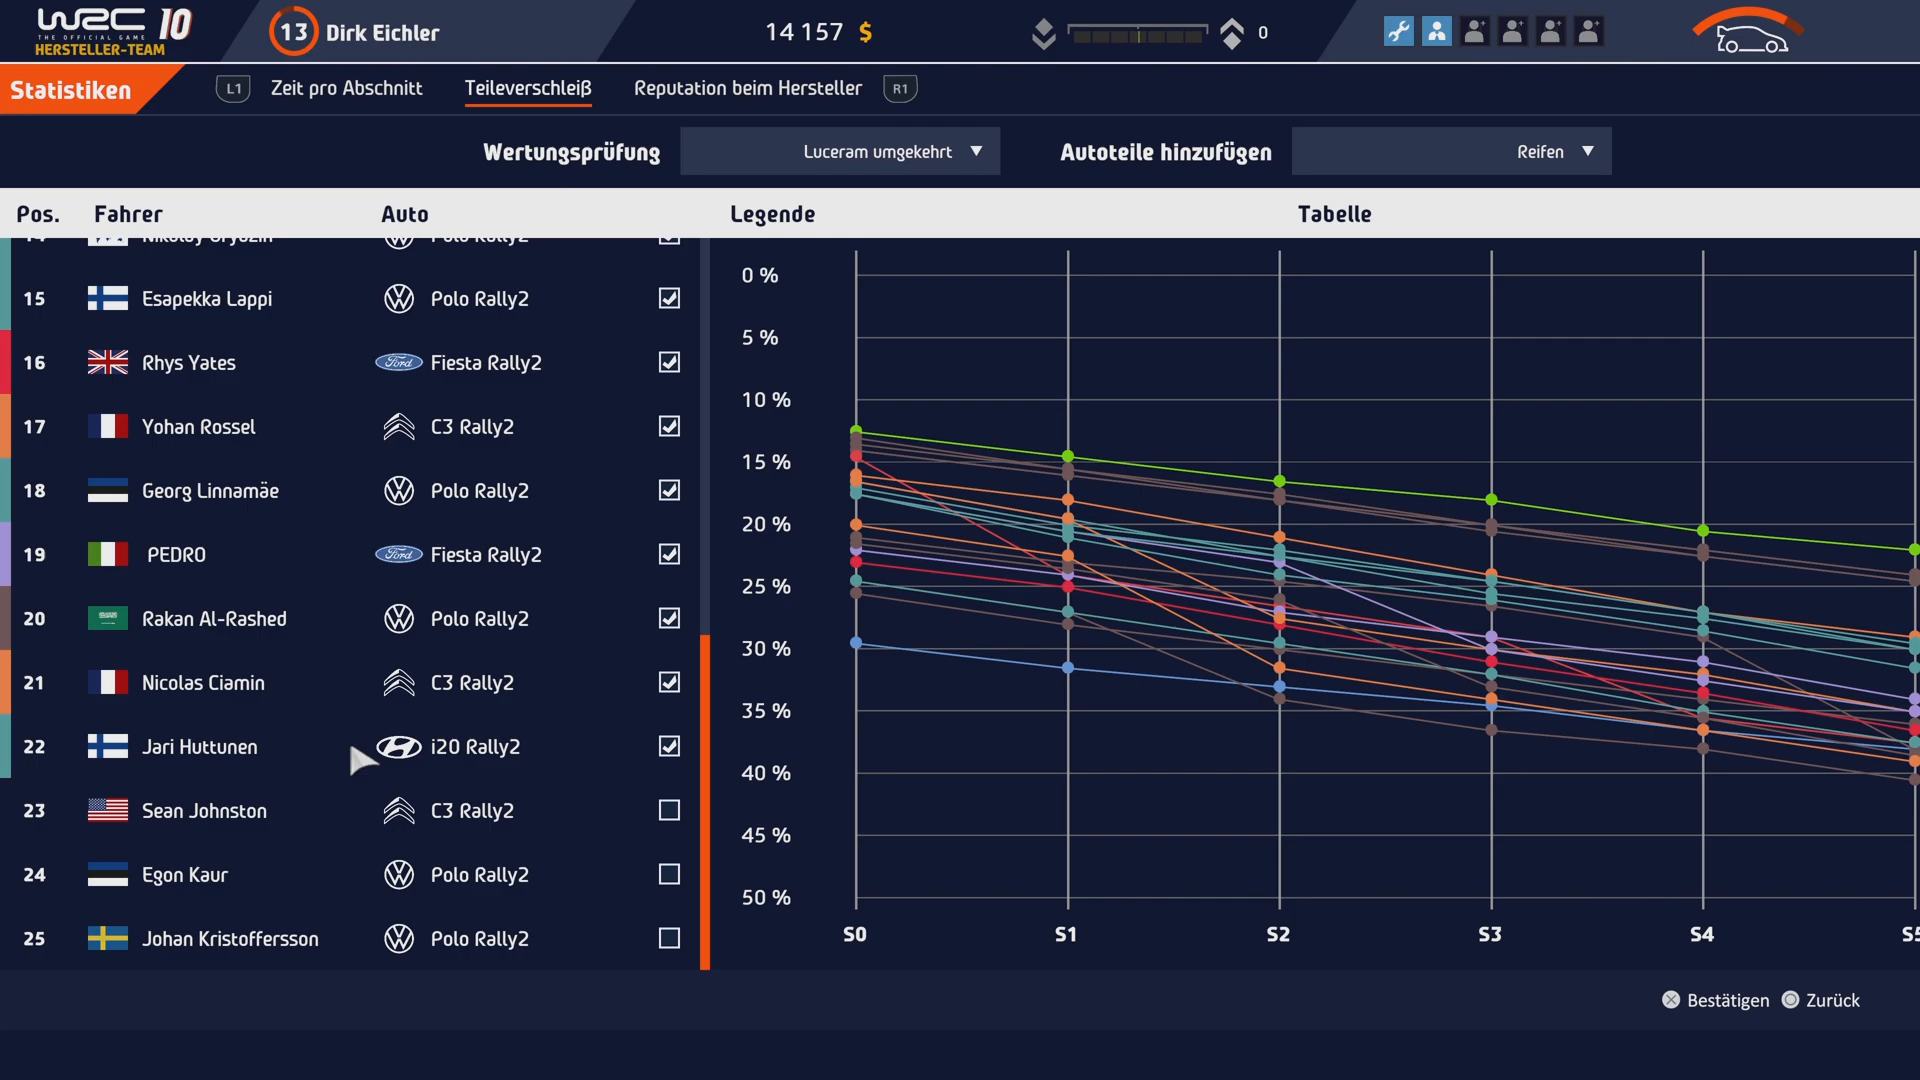 WRC 10
THE OFFICIAL GAME
HERSTELLER-TEAM
13 Dirk Eichler
14 157 $
0
Statistiken
L1 Zeit pro Abschnitt Teileverschleiß Reputation beim Hersteller R1
Wertungsprüfung Luceram umgekehrt Autoteile hinzufügen Reifen
Pos. Fahrer Auto Legende Tabelle
Polo Rally2
15 Esapekka Lappi Polo Rally2
16 Rhys Yates Ford Fiesta Rally2
17 Yohan Rossel C3 Rally2
18 Georg Linnamäe Polo Rally2
19 PEDRO Ford Fiesta Rally2
20 Rakan Al-Rashed Polo Rally2
21 Nicolas Ciamin C3 Rally2
22 Jari Huttunen i20 Rally2
23 Sean Johnston C3 Rally2
24 Egon Kaur Polo Rally2
25 Johan Kristoffersson Polo Rally2
0 %
5 %
10 %
15 %
20 %
25 %
30 %
35 %
40 %
45 %
50 %
S0 S1 S2 S3 S4
Bestätigen Zurück